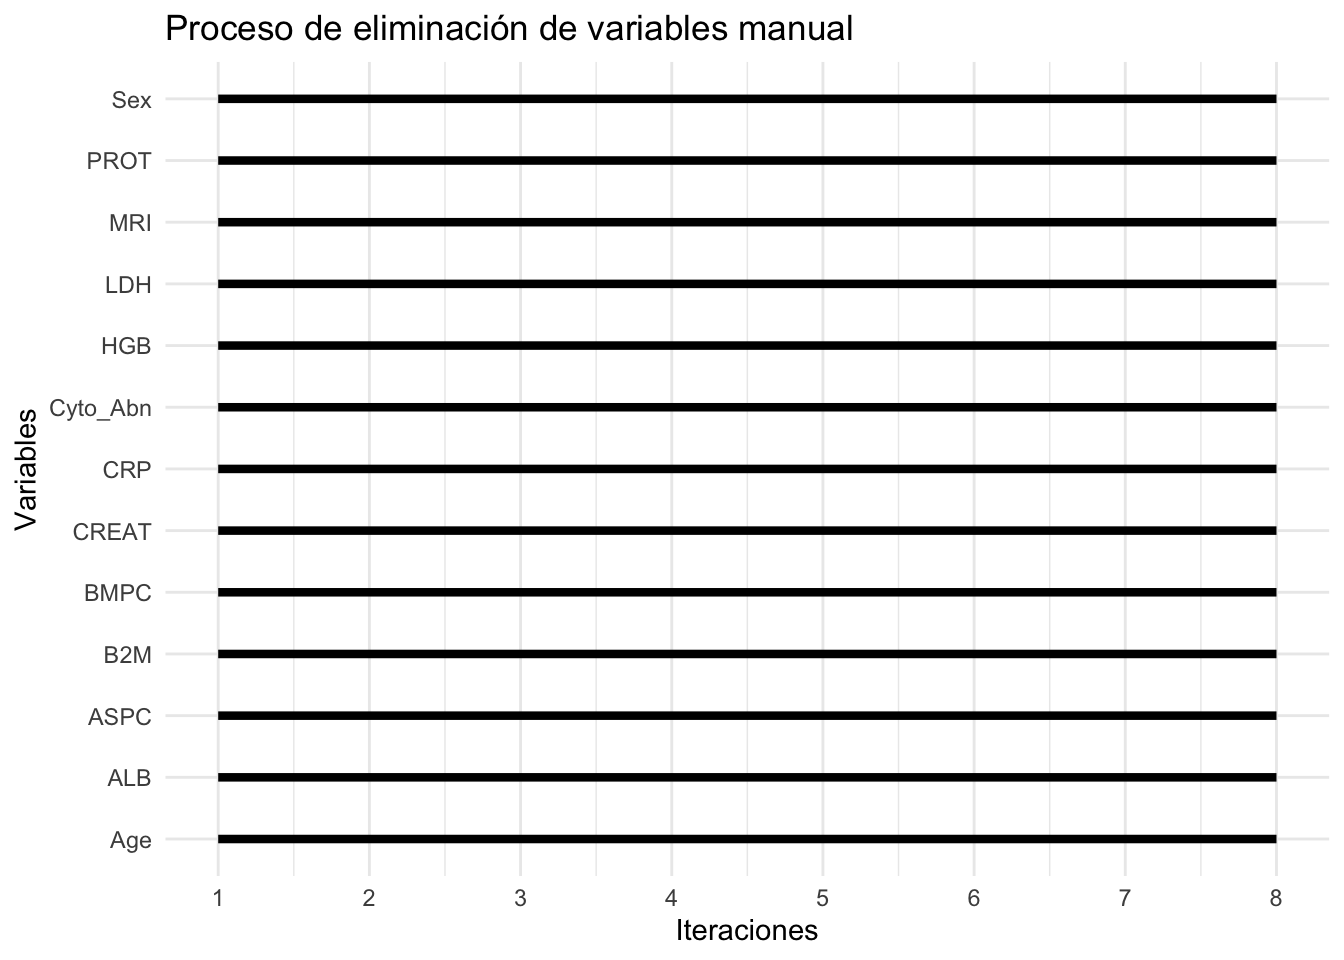 Proceso de eliminación de variables manual
Variables
Sex
PROT
MRI
LDH
HGB
Cyto_Abn
CRP
CREAT
BMPC
B2M
ASPC
ALB
Age
1 2 3 4 5 6 7 8
Iteraciones